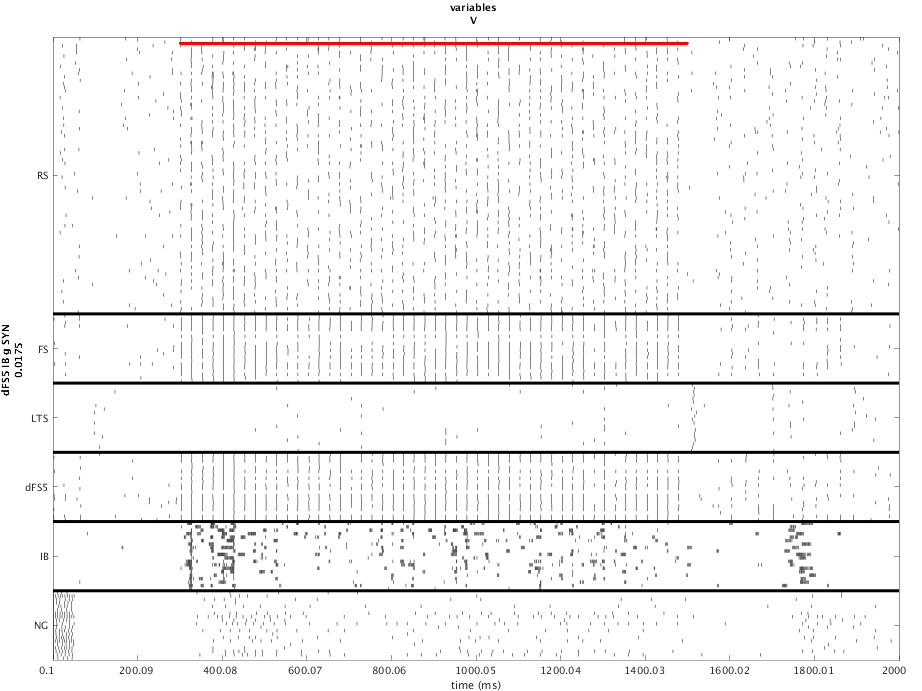 variables
V
RS
FS
LTS
dFS5
IB
NG
dFS5 IB g SYN
0.0175
0.1 200.09 400.08 600.07 800.06 1000.05 1200.04 1400.03 1600.02 1800.01 2000
time (ms)